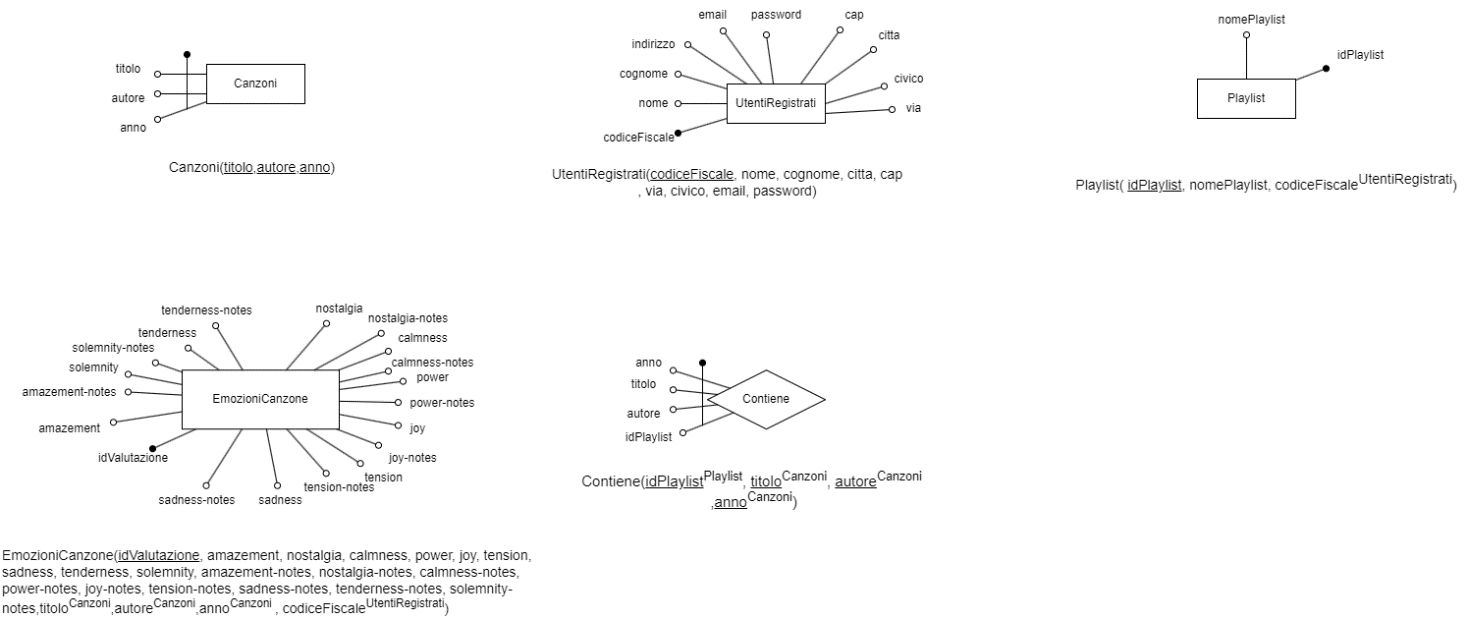 titolo
autore
anno
Canzoni
Canzoni(titolo,autore,anno)
email
password
cap
citta
indirizzo
cognome
civico
nome
via
codiceFiscale
UtentiRegistrati
UtentiRegistrati(codiceFiscale, nome, cognome, citta, cap
, via, civico, email, password)
nomePlaylist
idPlaylist
Playlist
Playlist( idPlaylist, nomePlaylist, codiceFiscaleUtentiRegistrati)
tenderness-notes
nostalgia
nostalgia-notes
tenderness
calmness
solemnity-notes
calmness-notes
solemnity
power
amazement-notes
EmozioniCanzone
power-notes
amazement
joy
idValutazione
joy-notes
tension
tension-notes
sadness-notes
sadness
EmozioniCanzone(idValutazione, amazement, nostalgia, calmness, power, joy, tension,
sadness, tenderness, solemnity, amazement-notes, nostalgia-notes, calmness-notes,
power-notes, joy-notes, tension-notes, sadness-notes, tenderness-notes, solemnity-
notes,titoloCanzoni,autoreCanzoni,annoCanzoni , codiceFiscaleUtentiRegistrati)
anno
titolo
autore
idPlaylist
Contiene
Contiene(idPlaylistPlaylist, titoloCanzoni, autoreCanzoni
,annoCanzoni)